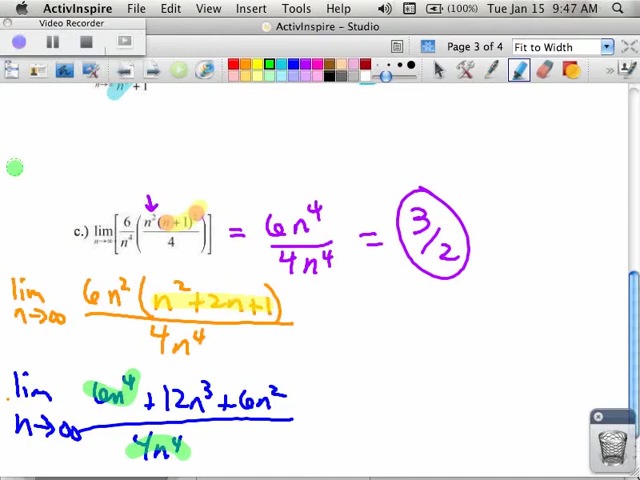 ActivInspire File Edit View Insert Tools Help (100%) Tue Jan 15 9:47 AM
Video Recorder
ActivInspire - Studio
Page 3 of 4 Fit to Width
n→∞ n + 1
c.) lim n→∞ [6/n⁴ (n²(n+1)²/4)] = 6n⁴/4n⁴ = 3/2
lim n→∞ 6n²(n²+2n+1)/4n⁴
lim n→∞ 6n⁴+12n³+6n²/4n⁴